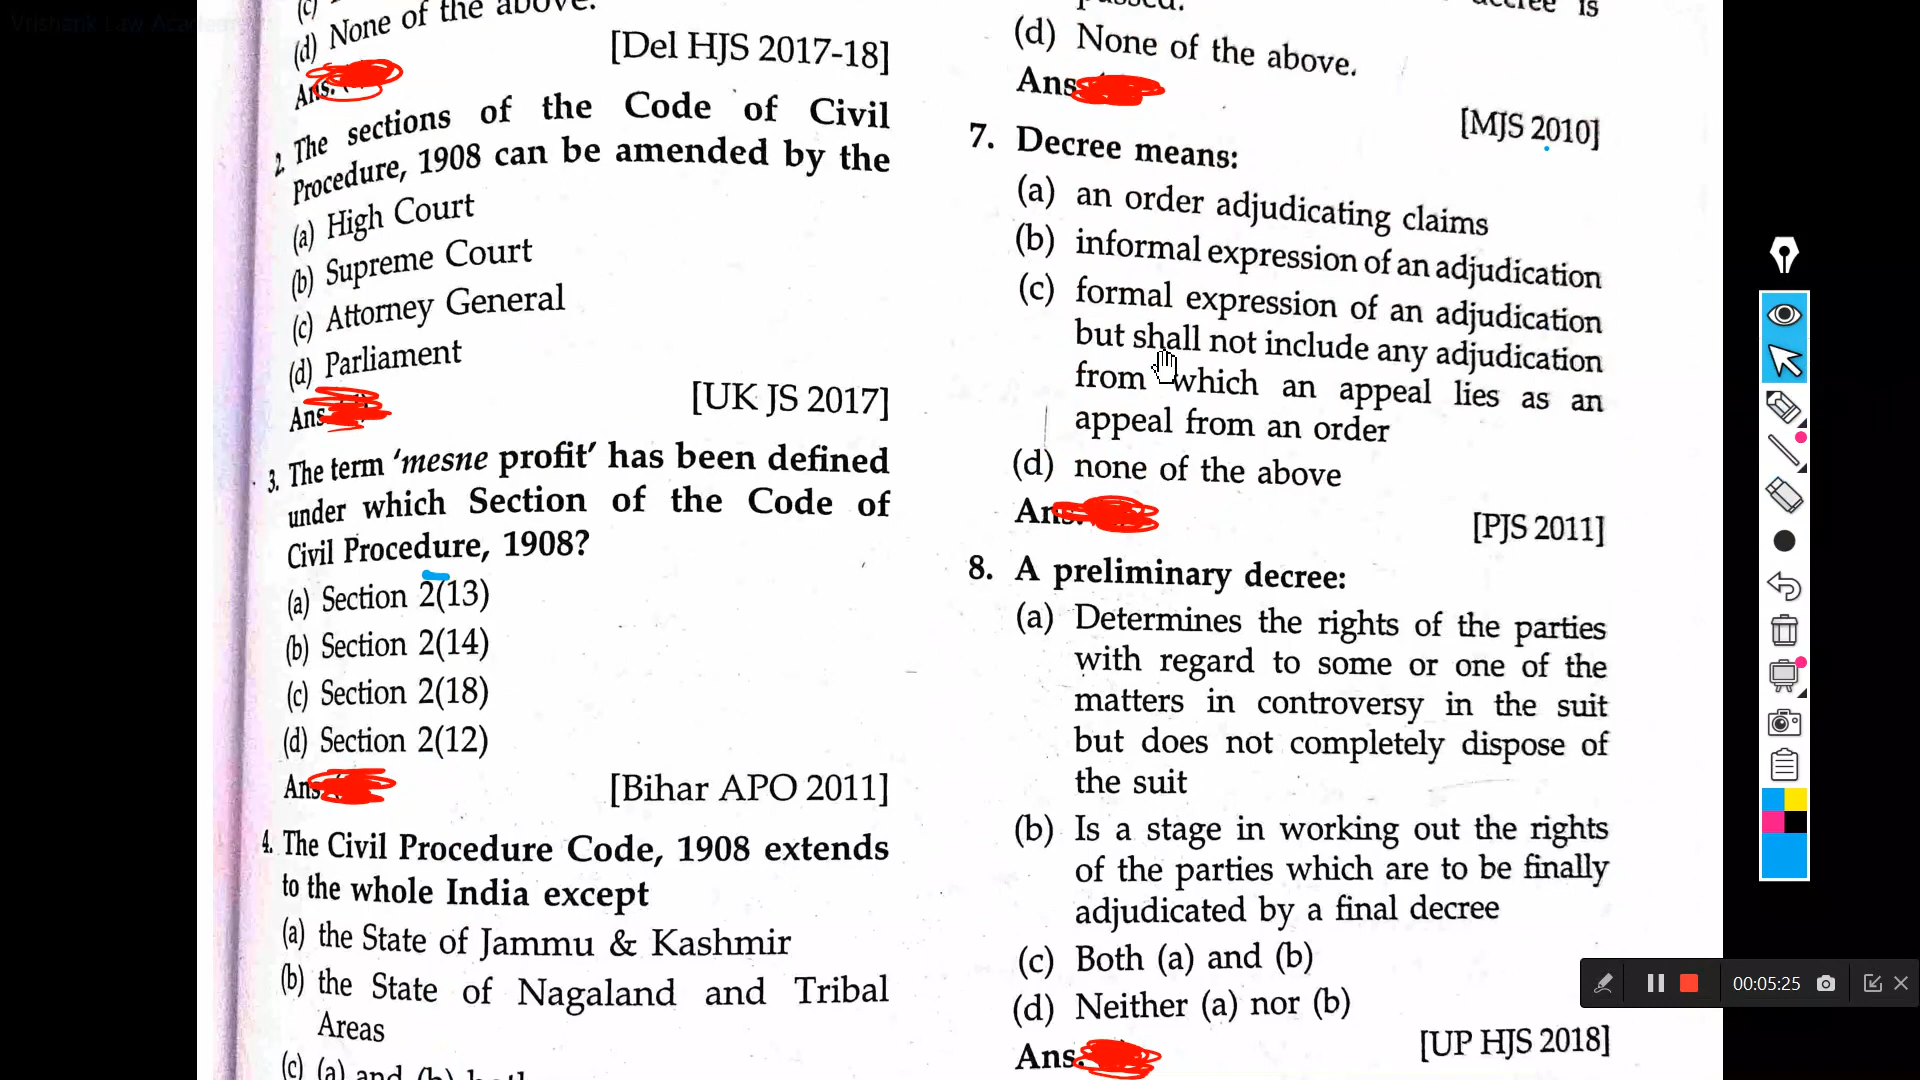 Vrishank Law Academy
(c)
(d) None of the above.
[Del HJS 2017-18]
Ans.
2. The sections of the Code of Civil
Procedure, 1908 can be amended by the
(a) High Court
(b) Supreme Court
(c) Attorney General
(d) Parliament
[UK JS 2017]
Ans
3. The term 'mesne profit' has been defined
under which Section of the Code of
Civil Procedure, 1908?
(a) Section 2(13)
(b) Section 2(14)
(c) Section 2(18)
(d) Section 2(12)
Ans. [Bihar APO 2011]
4. The Civil Procedure Code, 1908 extends
to the whole India except
(a) the State of Jammu & Kashmir
(b) the State of Nagaland and Tribal
Areas
(c) (a) and (b) both
passed. decree is
(d) None of the above.
Ans
[MJS 2010]
7. Decree means:
(a) an order adjudicating claims
(b) informal expression of an adjudication
(c) formal expression of an adjudication
but shall not include any adjudication
from which an appeal lies as an
appeal from an order
(d) none of the above
Ans. [PJS 2011]
8. A preliminary decree:
(a) Determines the rights of the parties
with regard to some or one of the
matters in controversy in the suit
but does not completely dispose of
the suit
(b) Is a stage in working out the rights
of the parties which are to be finally
adjudicated by a final decree
(c) Both (a) and (b)
(d) Neither (a) nor (b)
[UP HJS 2018]
Ans.
00:05:25